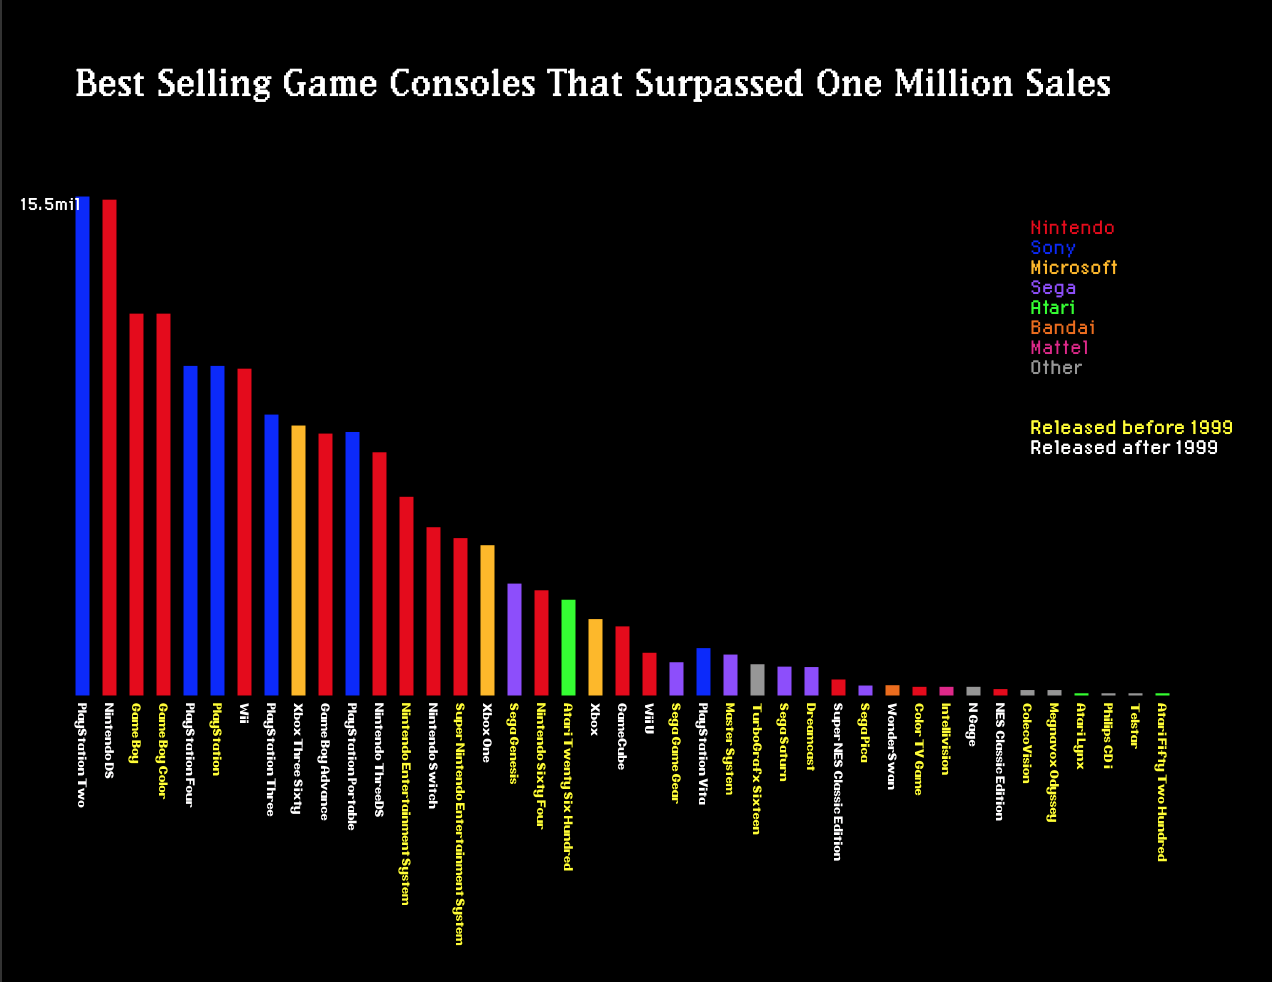 Best Selling Game Consoles That Surpassed One Million Sales
15.5mil
Nintendo
Sony
Microsoft
Sega
Atari
Bandai
Mattel
Other
Released before 1999
Released after 1999
PlayStation Two
Nintendo DS
Game Boy
Game Boy Color
PlayStation Four
PlayStation
Wii
PlayStation Three
Xbox Three Sixty
Game Boy Advance
PlayStation Portable
Nintendo ThreeDS
Nintendo Entertainment System
Nintendo Switch
Super Nintendo Entertainment System
Xbox One
Sega Genesis
Nintendo Sixty Four
Atari Twenty Six Hundred
Xbox
GameCube
Wii U
Sega Game Gear
PlayStation Vita
Master System
TurboGrafx Sixteen
Sega Saturn
Dreamcast
Super NES Classic Edition
Sega Pica
WonderSwan
Color TV Game
Intellivision
N Gage
NES Classic Edition
ColecoVision
Magnavox Odyssey
Atari Lynx
Philips CD i
Telstar
Atari Fifty Two Hundred